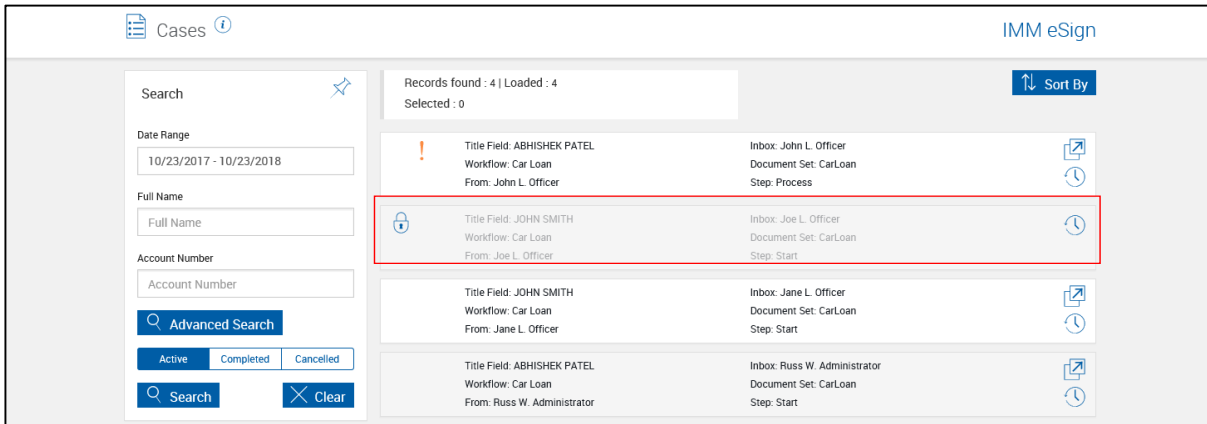 Cases
IMM eSign
Search
Date Range
10/23/2017 - 10/23/2018
Full Name
Full Name
Account Number
Account Number
Advanced Search
Active Completed Cancelled
Search Clear
Records found : 4 | Loaded : 4
Selected : 0
Sort By
Title Field: ABHISHEK PATEL Inbox: John L. Officer
Workflow: Car Loan Document Set: CarLoan
From: John L. Officer Step: Process
Title Field: JOHN SMITH Inbox: Joe L. Officer
Workflow: Car Loan Document Set: CarLoan
From: Joe L. Officer Step: Start
Title Field: JOHN SMITH Inbox: Jane L. Officer
Workflow: Car Loan Document Set: CarLoan
From: Jane L. Officer Step: Start
Title Field: ABHISHEK PATEL Inbox: Russ W. Administrator
Workflow: Car Loan Document Set: CarLoan
From: Russ W. Administrator Step: Start